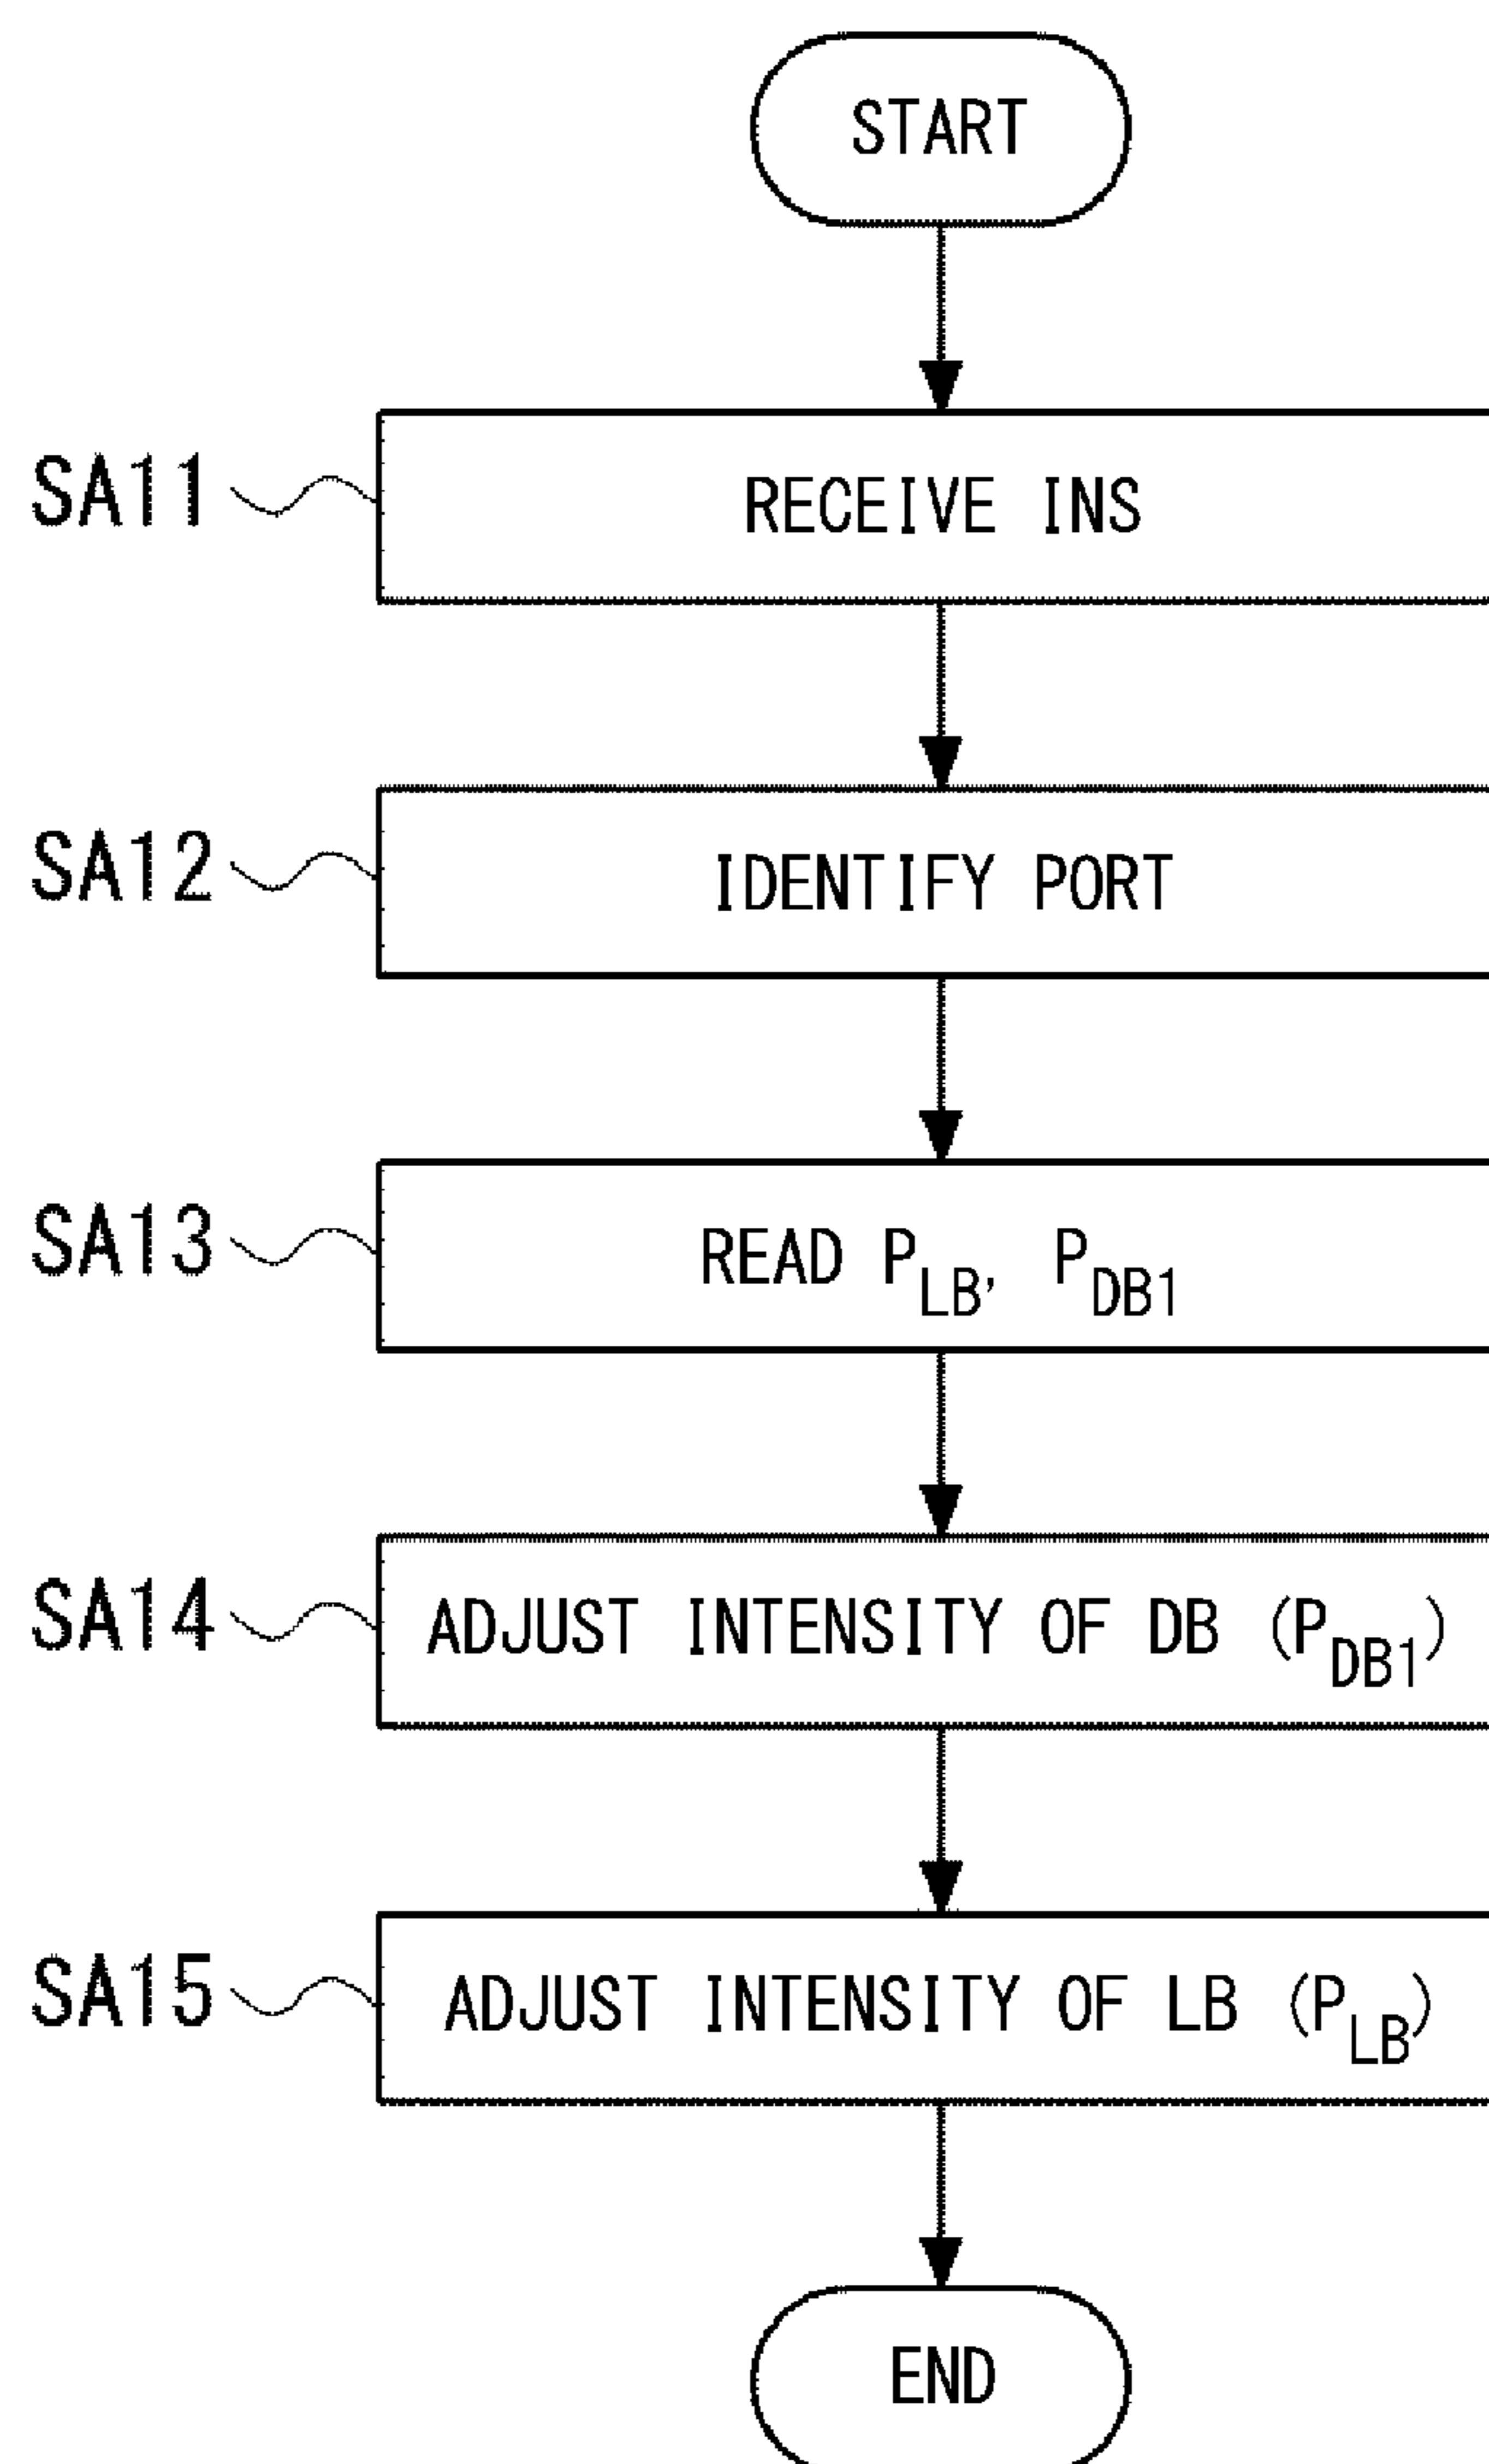 START
SA11 RECEIVE INS
SA12 IDENTIFY PORT
SA13 READ P_LB, P_DB1
SA14 ADJUST INTENSITY OF DB (P_DB1)
SA15 ADJUST INTENSITY OF LB (P_LB)
END